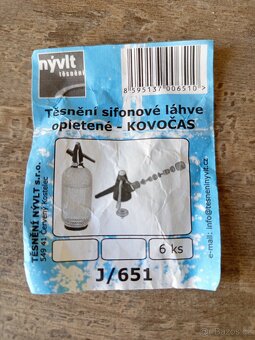 nývlt
těsnění
8 595137 006510 >
Těsnění sifonové láhve
opletené - KOVOČAS
TĚSNĚNÍ NÝVLT s.r.o.
549 41 Červený Kostelec
e-mail: info@tesneninyvlt.cz
6 ks
J/651